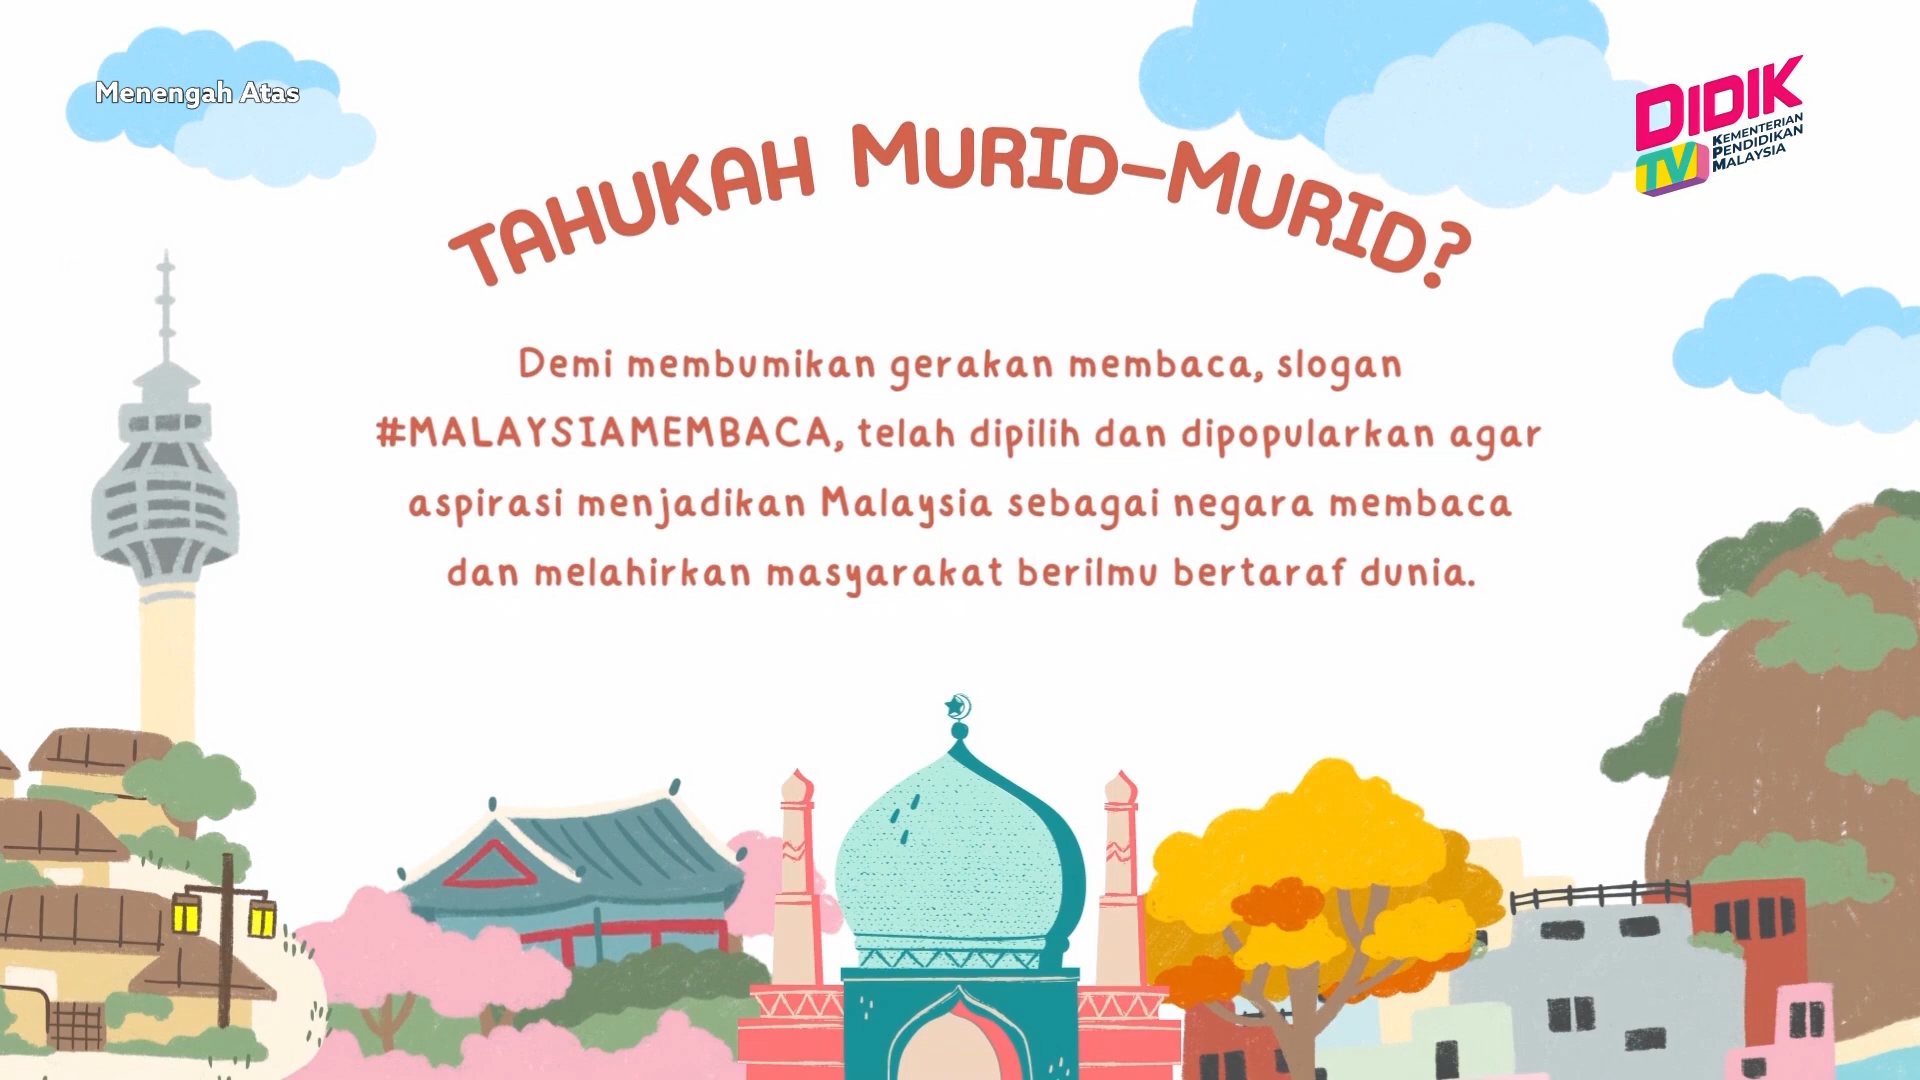 Menengah Atas
DIDIK
TV
KEMENTERIAN
PENDIDIKAN
MALAYSIA
TAHUKAH MURID-MURID?
Demi membumikan gerakan membaca, slogan
#MALAYSIAMEMBACA, telah dipilih dan dipopularkan agar
aspirasi menjadikan Malaysia sebagai negara membaca
dan melahirkan masyarakat berilmu bertaraf dunia.